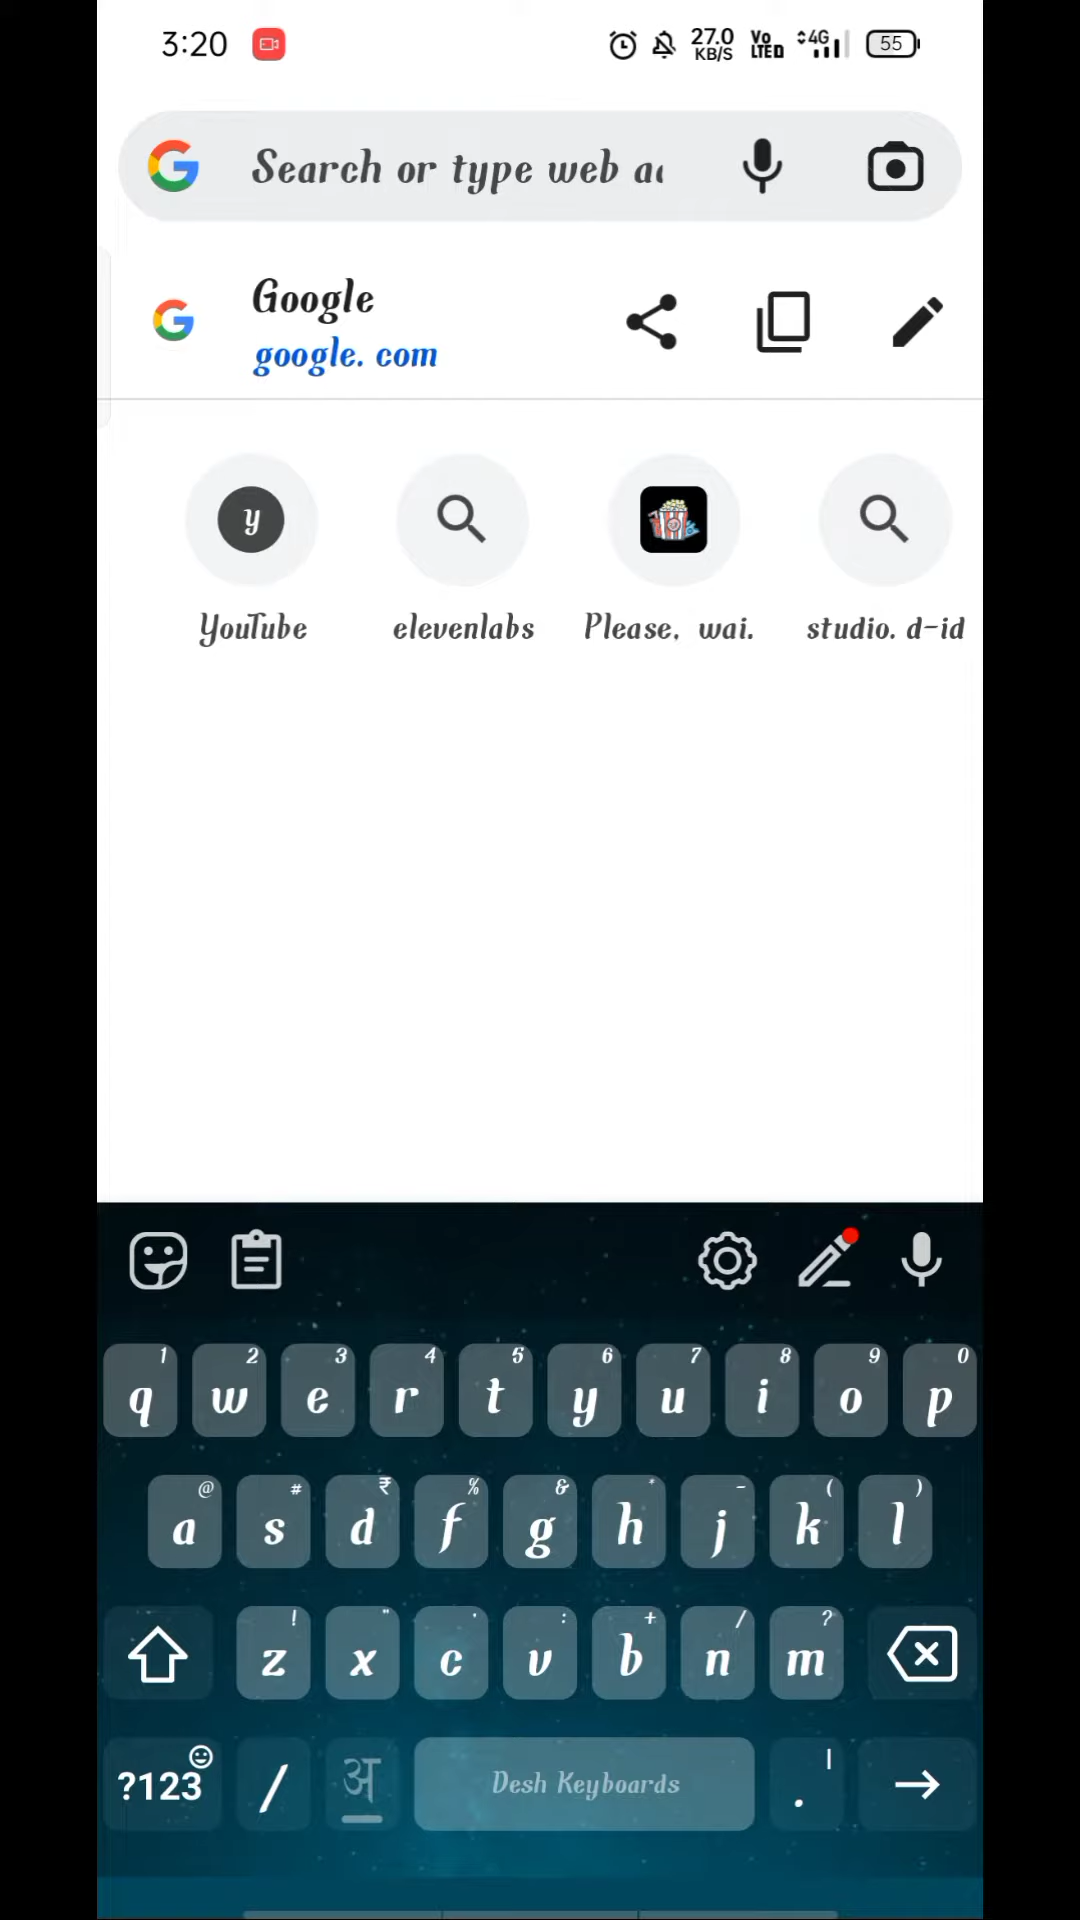 3:20 27.0 KB/S Vo LTED 4G 55
Search or type web a
Google
google. com
y
YouTube elevenlabs Please. wai. studio. d-id
1 2 3 4 5 6 7 8 9 0
q w e r t y u i o p
@ # ₹ % & * - ( )
a s d f g h j k l
! " ' : + / ?
z x c v b n m
?123 / अ Desh Keyboards . |